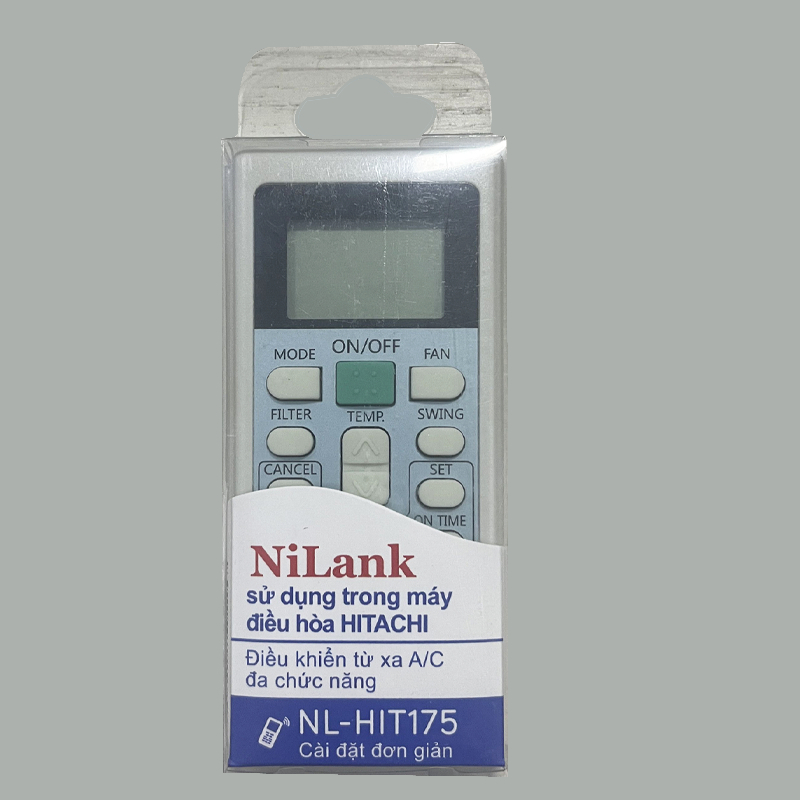 ON/OFF
MODE
FAN
FILTER
TEMP.
SWING
CANCEL
SET
ON TIME
NiLank
sử dụng trong máy
điều hòa HITACHI
Điều khiển từ xa A/C
đa chức năng
NL-HIT175
Cài đặt đơn giản